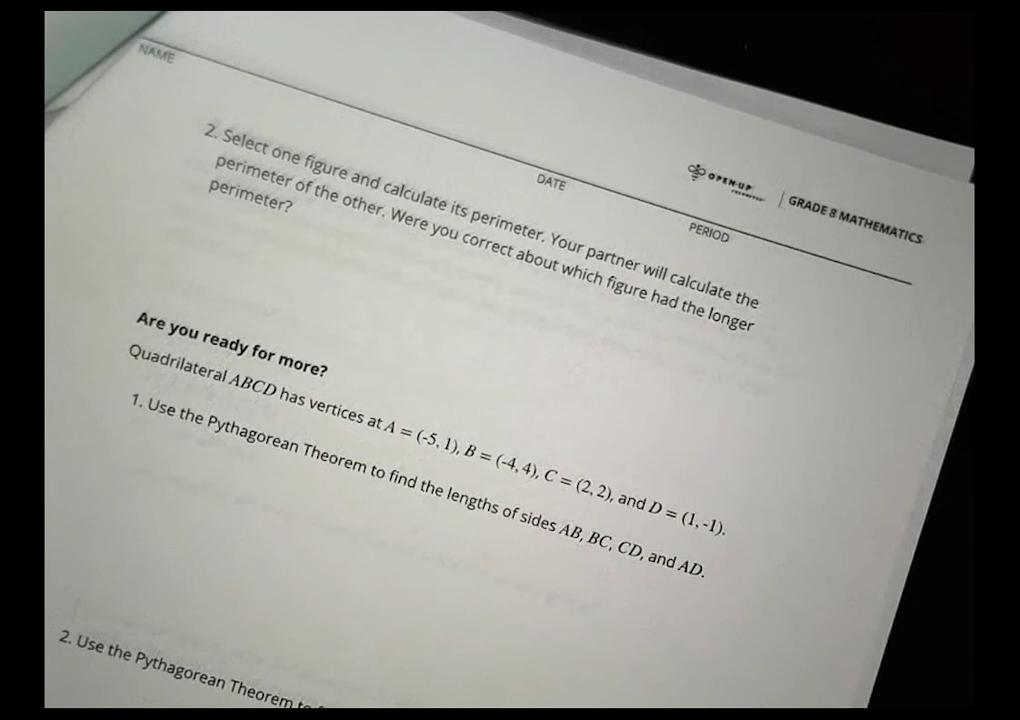 NAME
DATE
PERIOD
OPEN-UP
GRADE 8 MATHEMATICS
2. Select one figure and calculate its perimeter. Your partner will calculate the
perimeter of the other. Were you correct about which figure had the longer
perimeter?
Are you ready for more?
Quadrilateral ABCD has vertices at A = (-5, 1), B = (-4, 4), C = (2, 2), and D = (1, -1).
1. Use the Pythagorean Theorem to find the lengths of sides AB, BC, CD, and AD.
2. Use the Pythagorean Theorem to